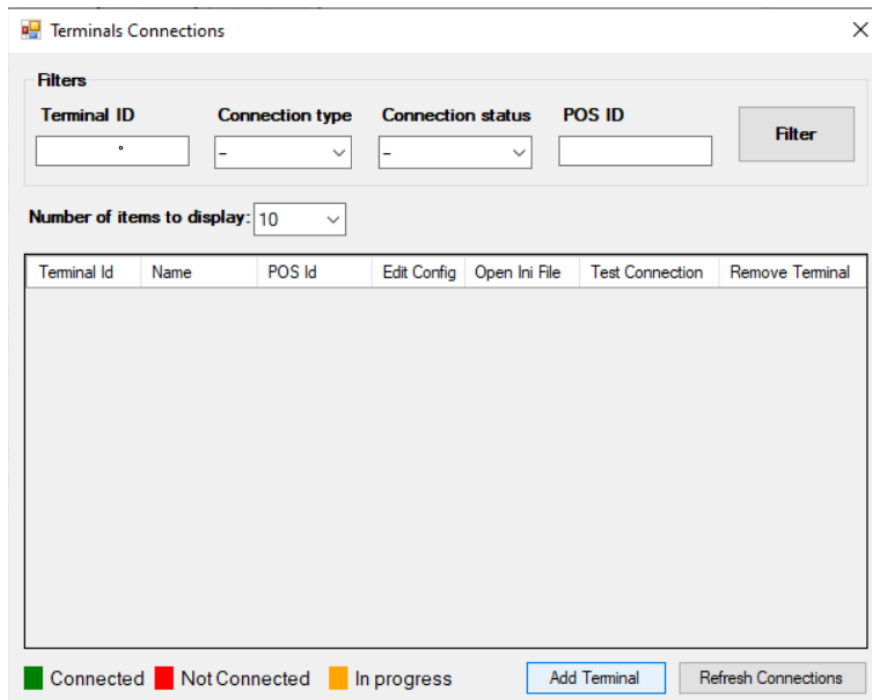 Terminals Connections
Filters
Terminal ID Connection type Connection status POS ID
° - - Filter
Number of items to display: 10
Terminal Id Name POS Id Edit Config Open Ini File Test Connection Remove Terminal
Connected Not Connected In progress Add Terminal Refresh Connections